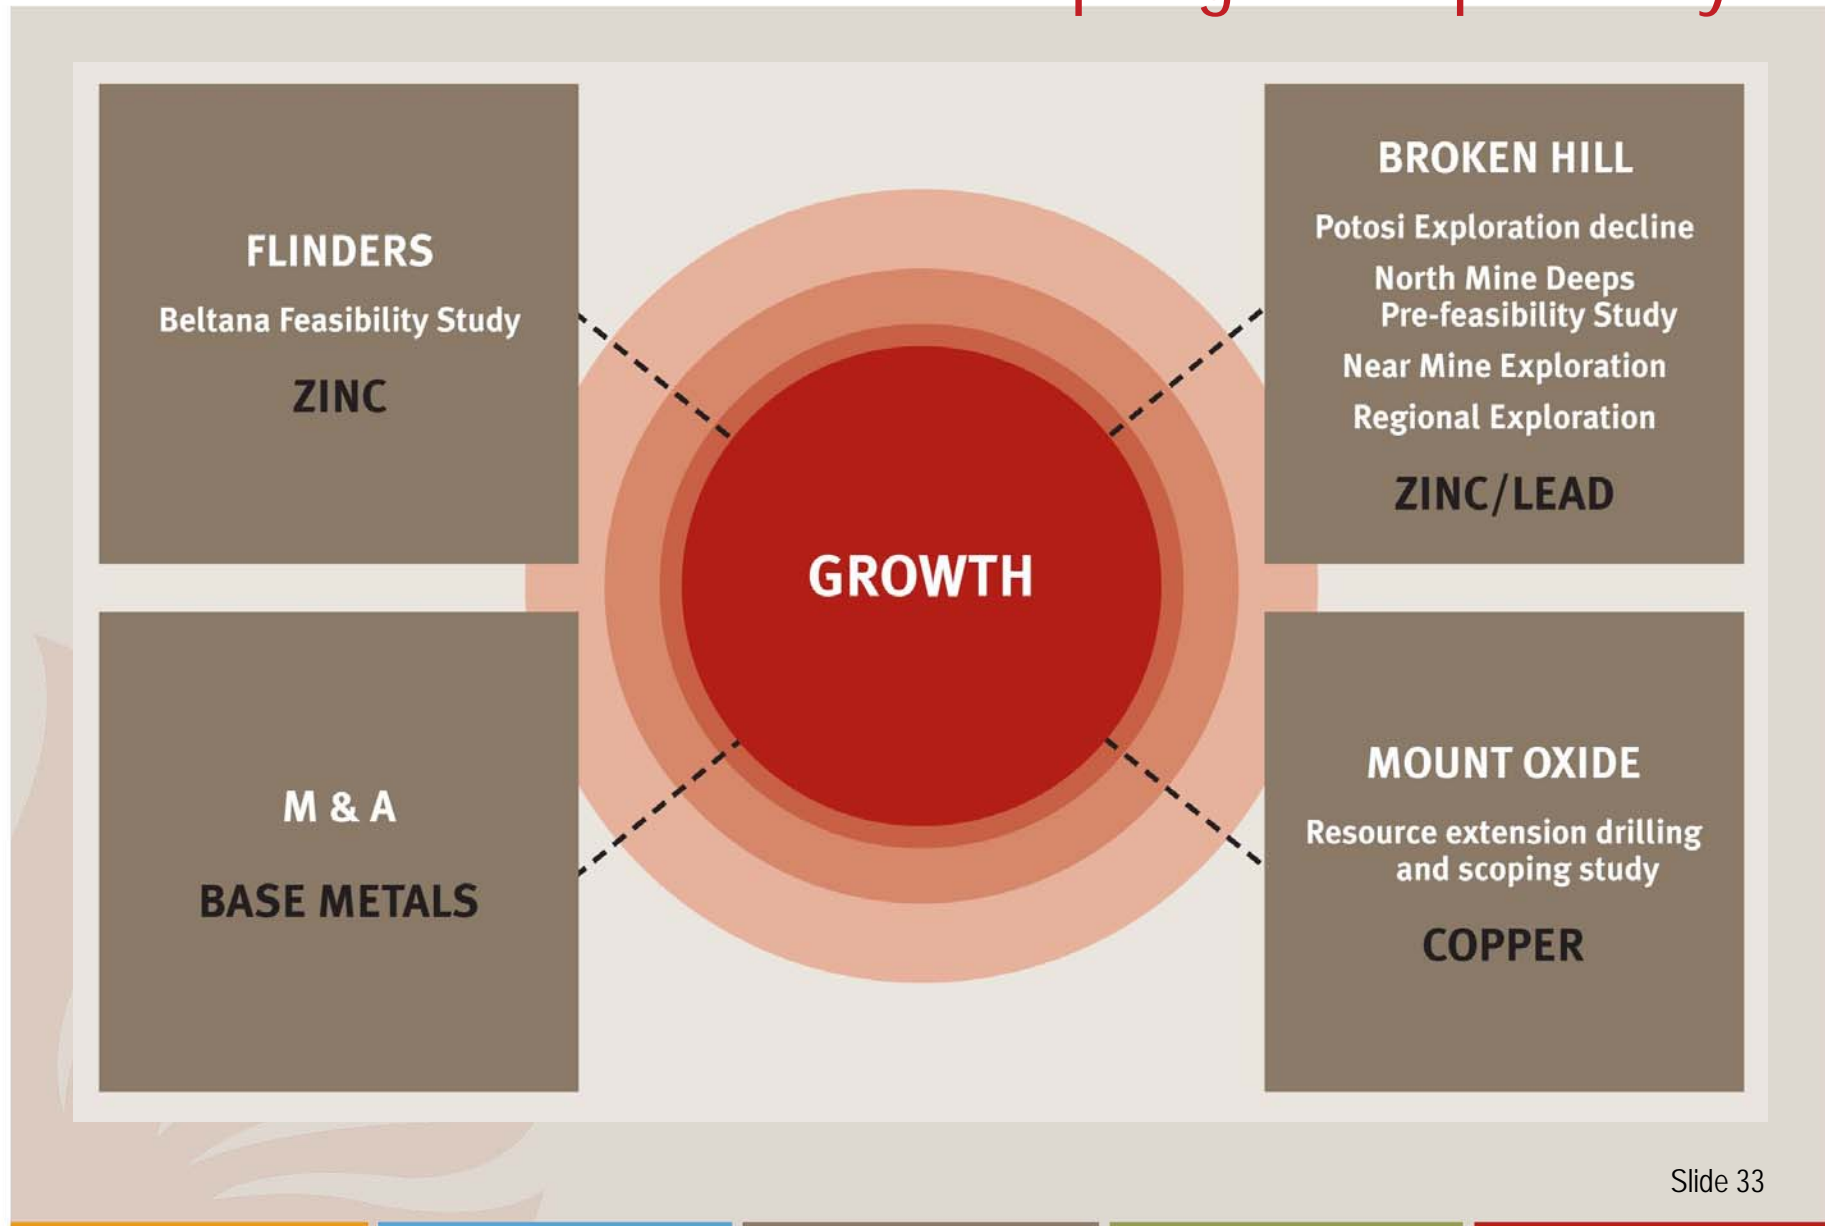 FLINDERS
Beltana Feasibility Study
ZINC
BROKEN HILL
Potosi Exploration decline
North Mine Deeps
Pre-feasibility Study
Near Mine Exploration
Regional Exploration
ZINC/LEAD
GROWTH
M & A
BASE METALS
MOUNT OXIDE
Resource extension drilling
and scoping study
COPPER
Slide 33